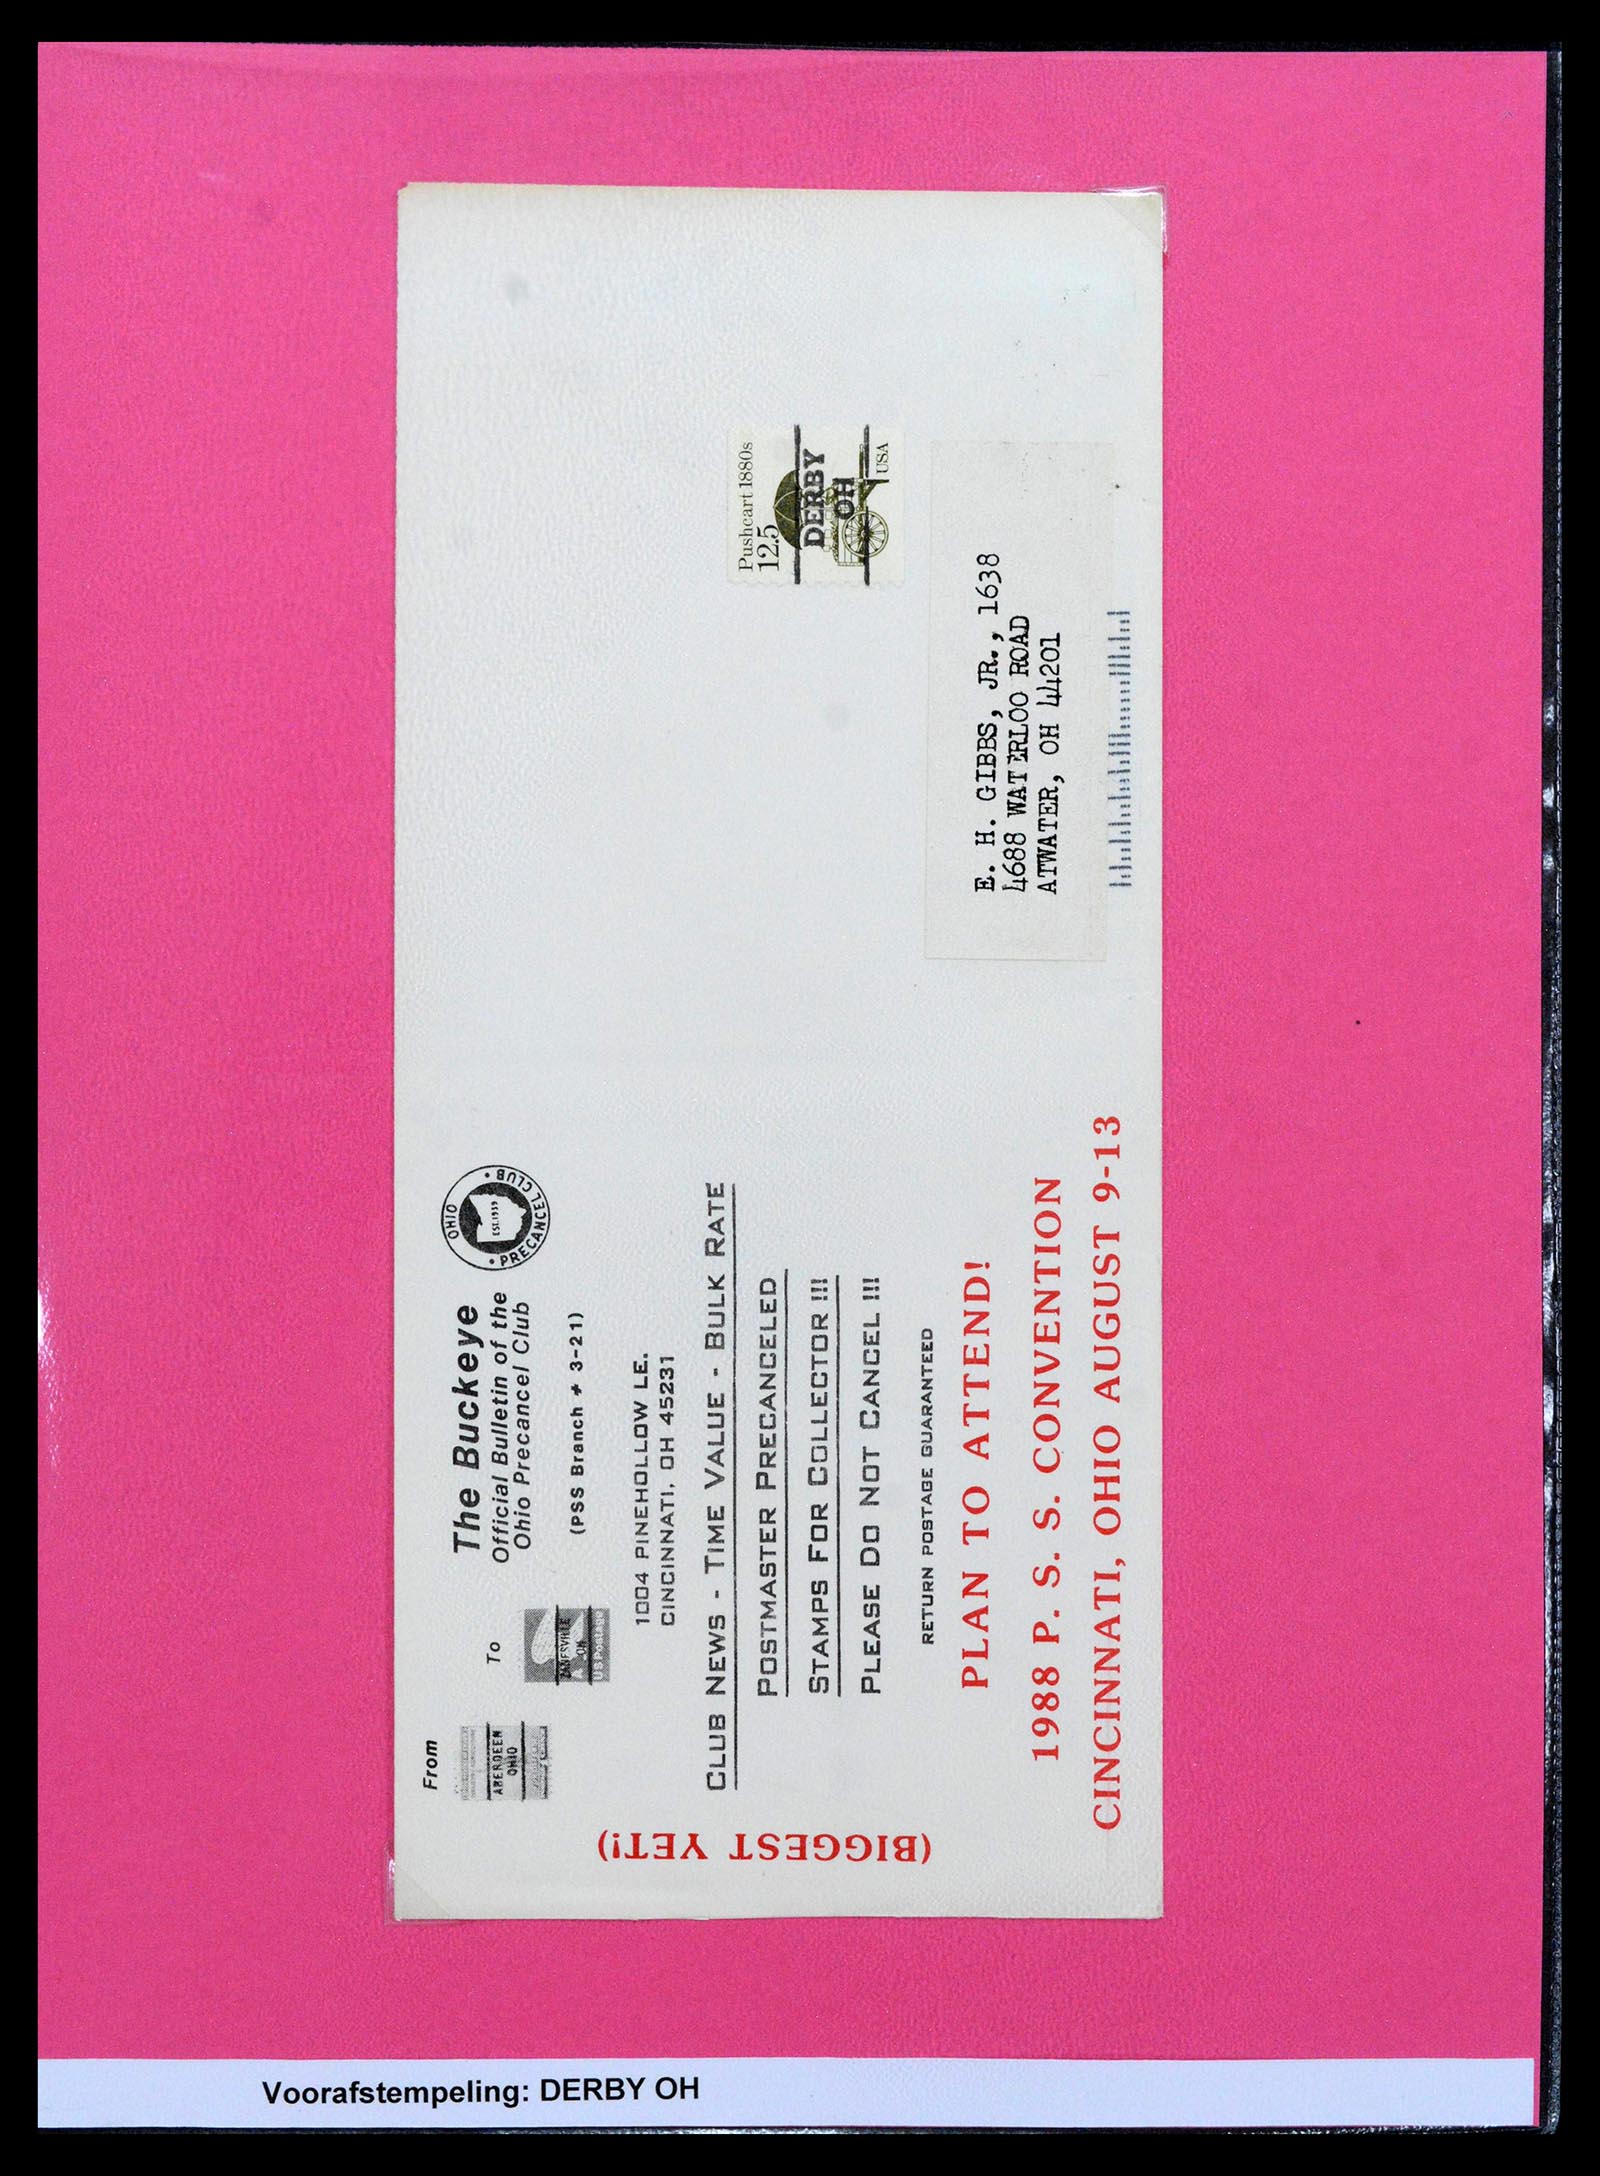 From
ABERDEEN
OHIO
To
ZANESVILLE
OH
US Postage
The Buckeye
Official Bulletin of the
Ohio Precancel Club
(PSS Branch # 3-21)
OHIO
PRECANCEL CLUB
EST. 1939
1004 PINEHOLLOW LE.
CINCINNATI, OH 45231
CLUB NEWS - TIME VALUE - BULK RATE
POSTMASTER PRECANCELED
STAMPS FOR COLLECTOR !!!
PLEASE DO NOT CANCEL !!!
RETURN POSTAGE GUARANTEED
PLAN TO ATTEND!
1988 P. S. S. CONVENTION
CINCINNATI, OHIO AUGUST 9-13
(BIGGEST YET!)
Pushcart 1880s
12.5
DERBY
OH
USA
E. H. GIBBS, JR., 1638
4688 WATERLOO ROAD
ATWATER, OH 44201
Voorafstempeling: DERBY OH